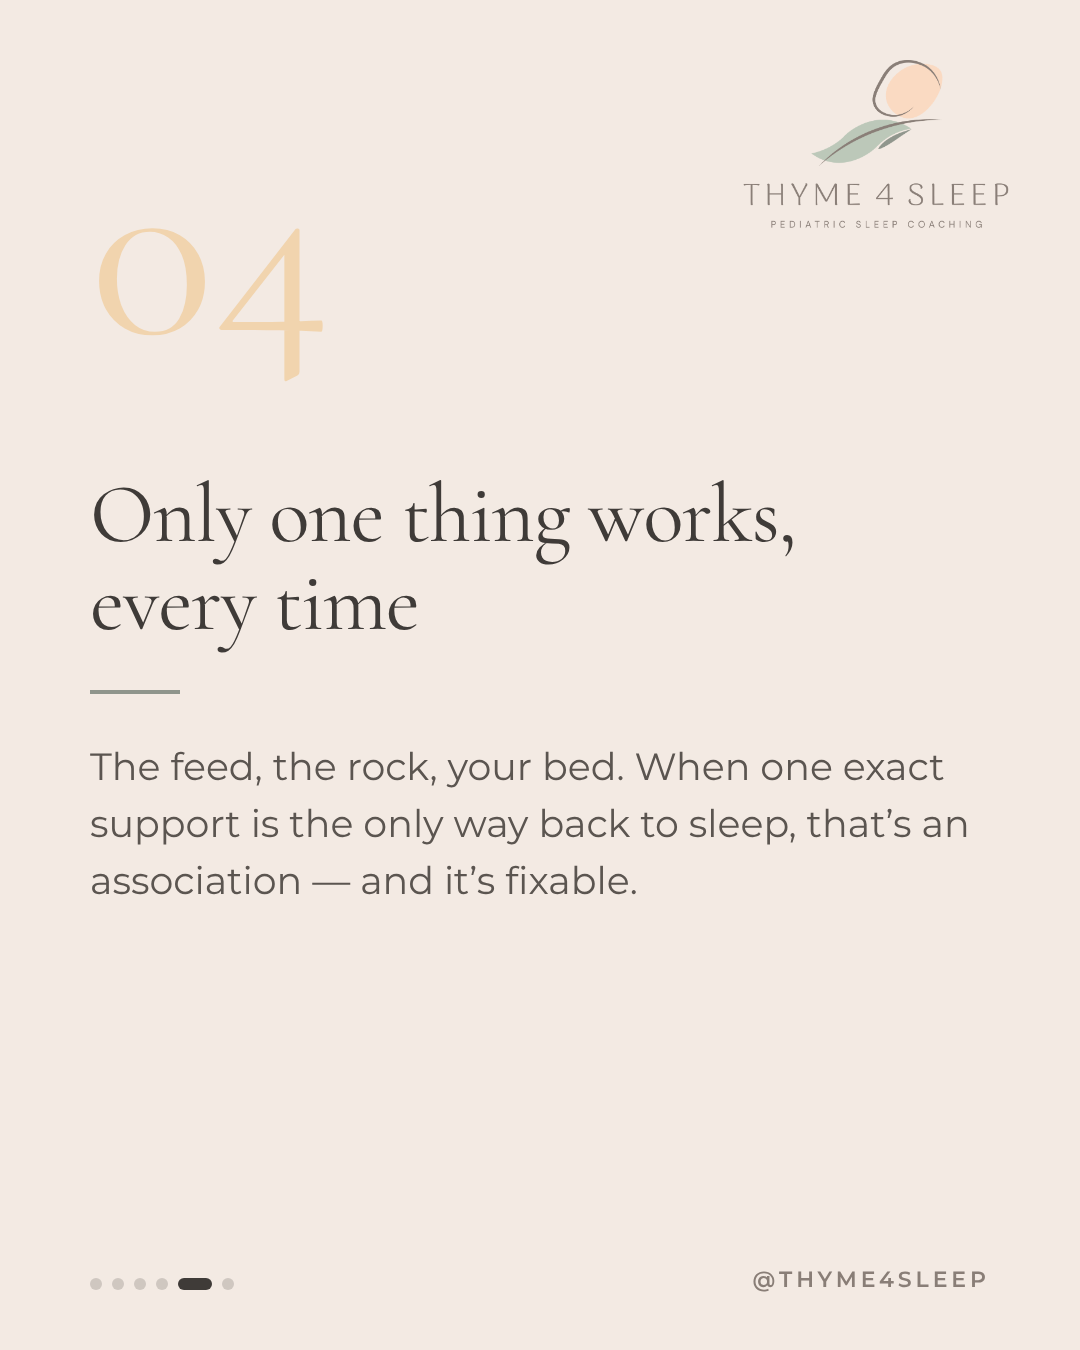 THYME 4 SLEEP
PEDIATRIC SLEEP COACHING
04
Only one thing works,
every time
The feed, the rock, your bed. When one exact
support is the only way back to sleep, that’s an
association — and it’s fixable.
@THYME4SLEEP